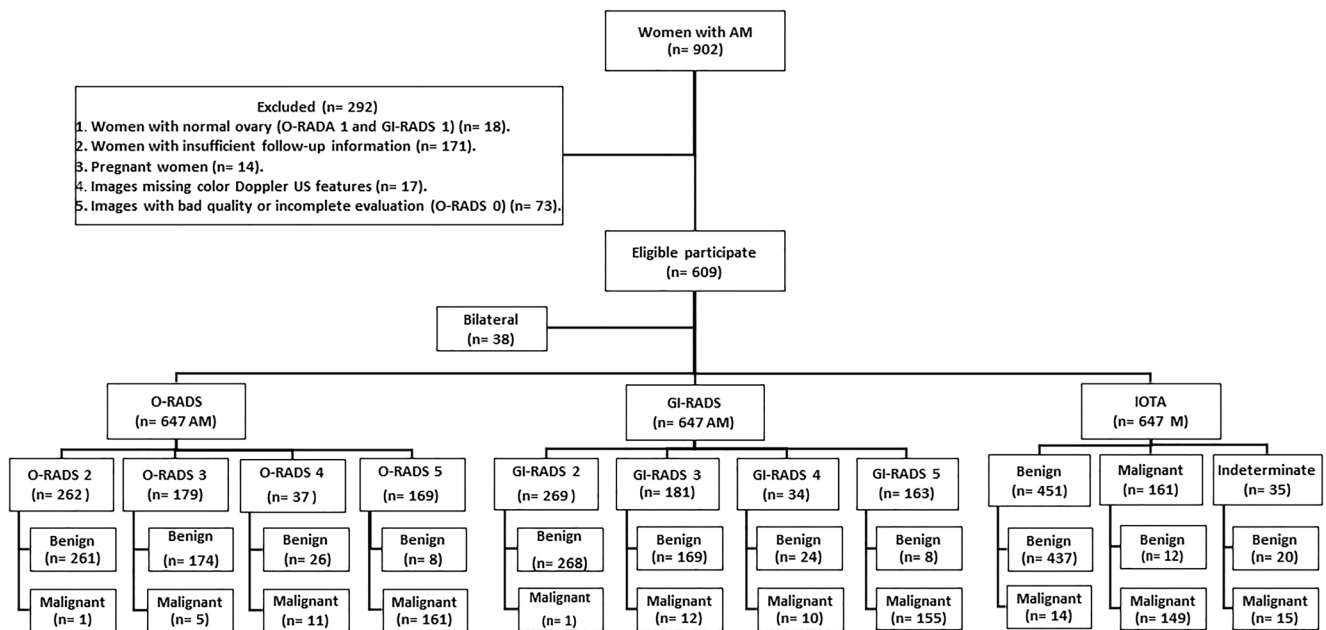 Women with AM
(n= 902)
Excluded (n= 292)
1. Women with normal ovary (O-RADA 1 and GI-RADS 1) (n= 18).
2. Women with insufficient follow-up information (n= 171).
3. Pregnant women (n= 14).
4. Images missing color Doppler US features (n= 17).
5. Images with bad quality or incomplete evaluation (O-RADS 0) (n= 73).
Eligible participate
(n= 609)
Bilateral
(n= 38)
O-RADS
(n= 647 AM)
GI-RADS
(n= 647 AM)
IOTA
(n= 647 M)
O-RADS 2
(n= 262 )
O-RADS 3
(n= 179)
O-RADS 4
(n= 37 )
O-RADS 5
(n= 169)
GI-RADS 2
(n= 269 )
GI-RADS 3
(n= 181)
GI-RADS 4
(n= 34)
GI-RADS 5
(n= 163)
Benign
(n= 451)
Malignant
(n= 161)
Indeterminate
(n= 35)
Benign
(n= 261)
Benign
(n= 174)
Benign
(n= 26)
Benign
(n= 8)
Benign
(n= 268)
Benign
(n= 169)
Benign
(n= 24)
Benign
(n= 8)
Benign
(n= 437)
Benign
(n= 12)
Benign
(n= 20)
Malignant
(n= 1)
Malignant
(n= 5)
Malignant
(n= 11)
Malignant
(n= 161)
Malignant
(n= 1)
Malignant
(n= 12)
Malignant
(n= 10)
Malignant
(n= 155)
Malignant
(n= 14)
Malignant
(n= 149)
Malignant
(n= 15)